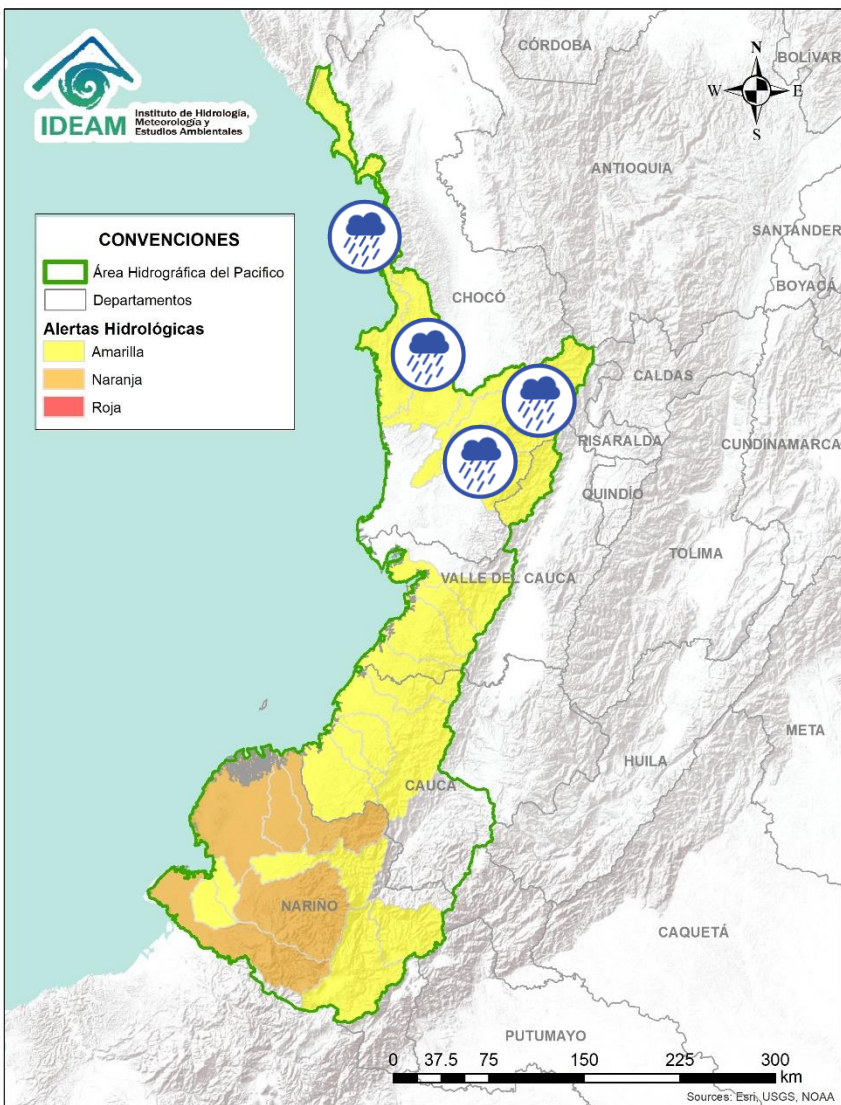 IDEAM
Instituto de Hidrología,
Meteorología y
Estudios Ambientales
CÓRDOBA
BOLÍVAR
N
W
E
S
ANTIOQUIA
SANTÁNDER
BOYACÁ
CONVENCIONES
Área Hidrográfica del Pacifico
Departamentos
Alertas Hidrológicas
Amarilla
Naranja
Roja
CHOCÓ
CALDAS
RISARALDA
CUNDINAMARCA
QUINDÍO
TOLIMA
VALLE DEL CAUCA
META
HUILA
CAUCA
NARIÑO
CAQUETÁ
PUTUMAYO
0 37.5 75 150 225 300
km
Sources: Esri, USGS, NOAA